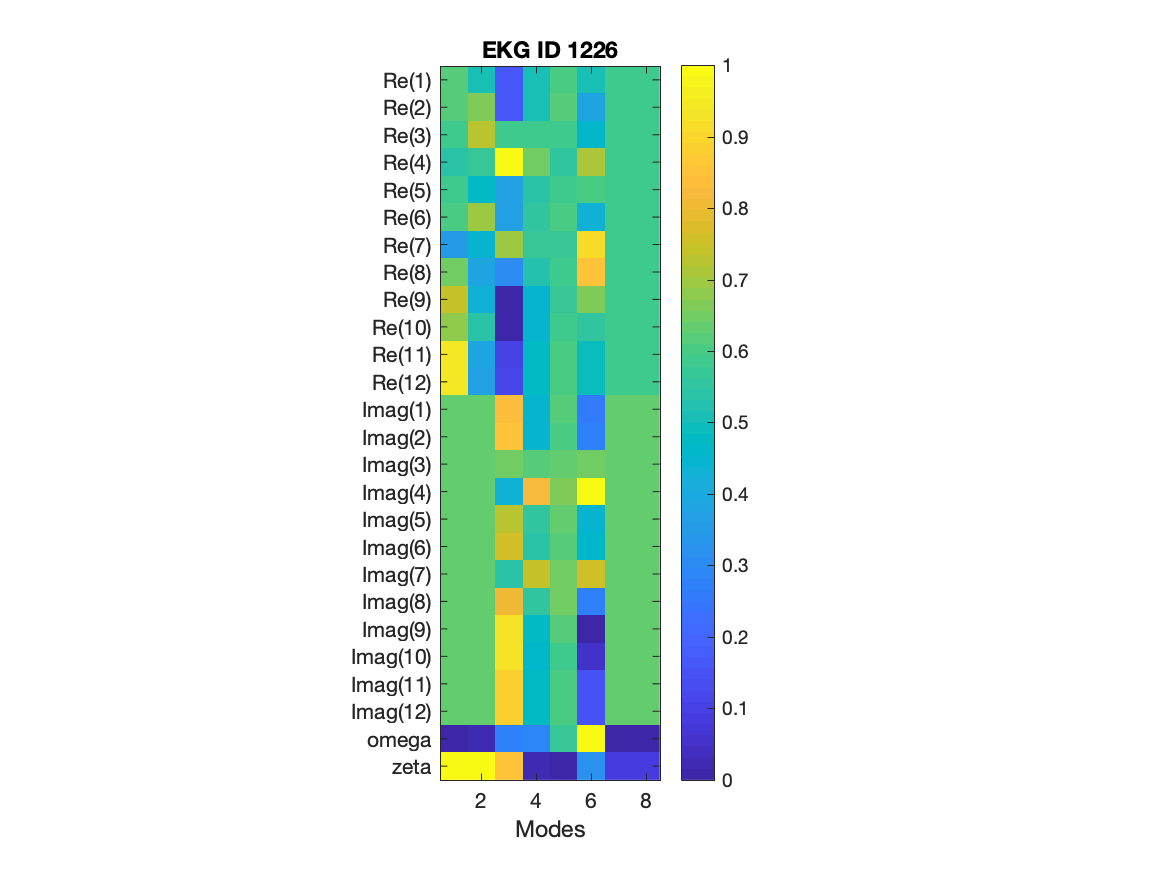 EKG ID 1226
Re(1)
Re(2)
Re(3)
Re(4)
Re(5)
Re(6)
Re(7)
Re(8)
Re(9)
Re(10)
Re(11)
Re(12)
Imag(1)
Imag(2)
Imag(3)
Imag(4)
Imag(5)
Imag(6)
Imag(7)
Imag(8)
Imag(9)
Imag(10)
Imag(11)
Imag(12)
omega
zeta
2 4 6 8
Modes
1
0.9
0.8
0.7
0.6
0.5
0.4
0.3
0.2
0.1
0